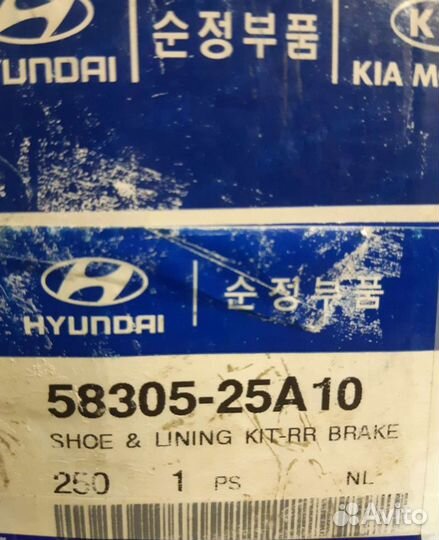 HYUNDAI
순정부품
KIA M
HYUNDAI
순정부품
58305-25A10
SHOE & LINING KIT-RR BRAKE
250 1 PS NL
Avito